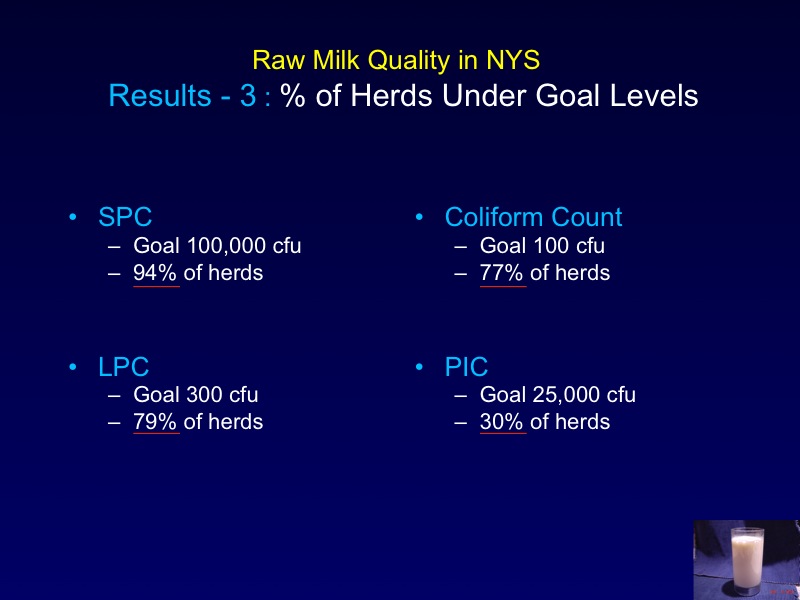 Raw Milk Quality in NYS
Results - 3 : % of Herds Under Goal Levels
• SPC
– Goal 100,000 cfu
– 94% of herds
• Coliform Count
– Goal 100 cfu
– 77% of herds
• LPC
– Goal 300 cfu
– 79% of herds
• PIC
– Goal 25,000 cfu
– 30% of herds